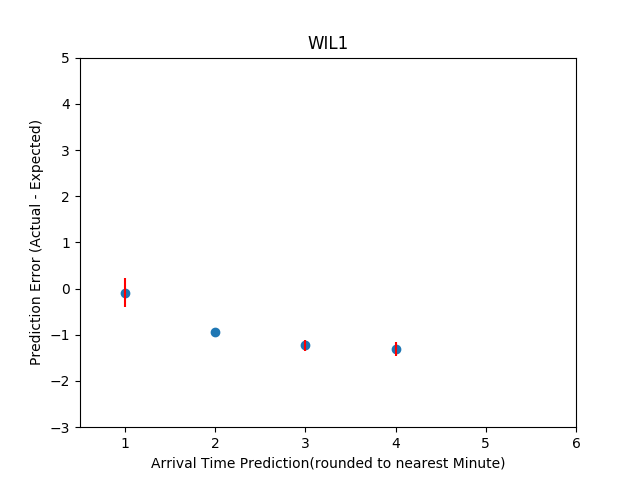 WIL1
5
4
3
2
1
0
−1
−2
−3
1 2 3 4 5 6
Prediction Error (Actual - Expected)
Arrival Time Prediction(rounded to nearest Minute)